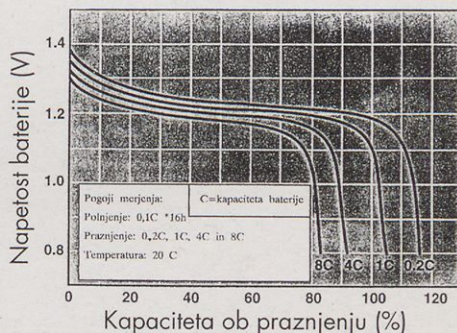 Napetost baterije (V)
1.4
1.2
1.0
0.8
Pogoji merjenja:
C=kapaciteta baterije
Polnjenje: 0,1C *16h
Praznjenje: 0,2C, 1C, 4C in 8C
Temperatura: 20 C
8C 4C 1C 0.2C
0 20 40 60 80 100 120
Kapaciteta ob praznjenju (%)